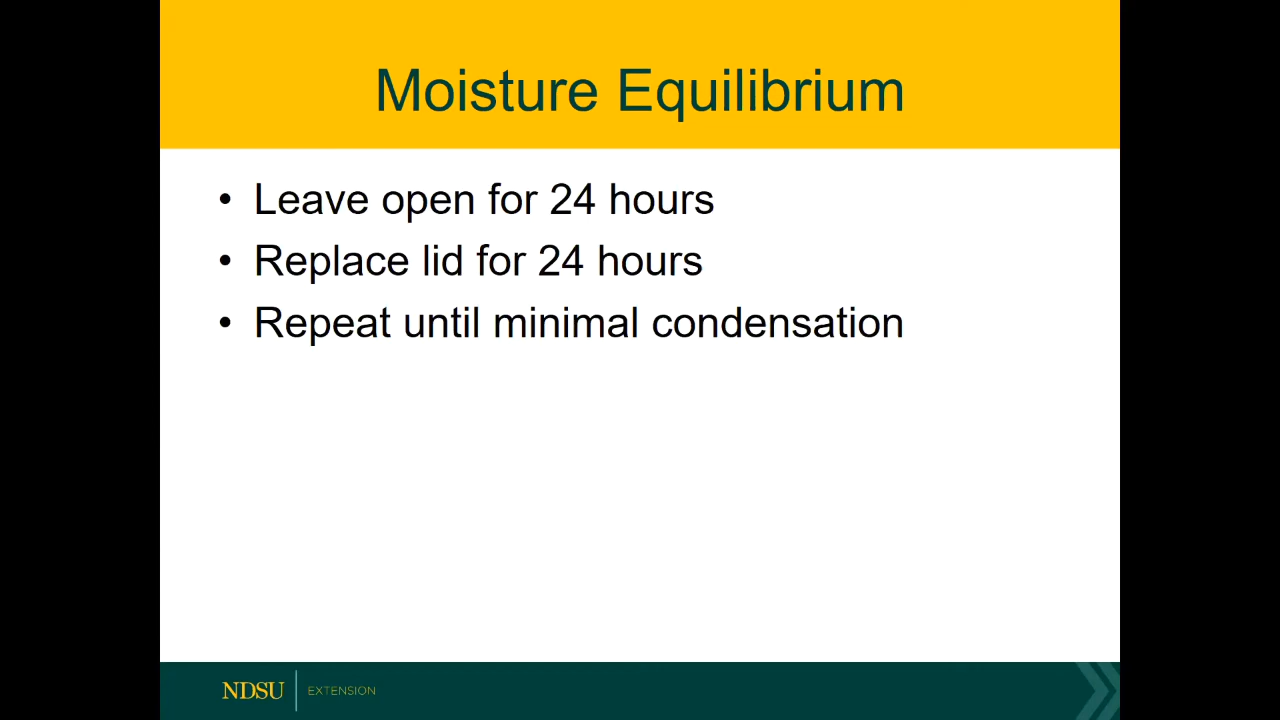 Moisture Equilibrium
• Leave open for 24 hours
• Replace lid for 24 hours
• Repeat until minimal condensation
NDSU EXTENSION